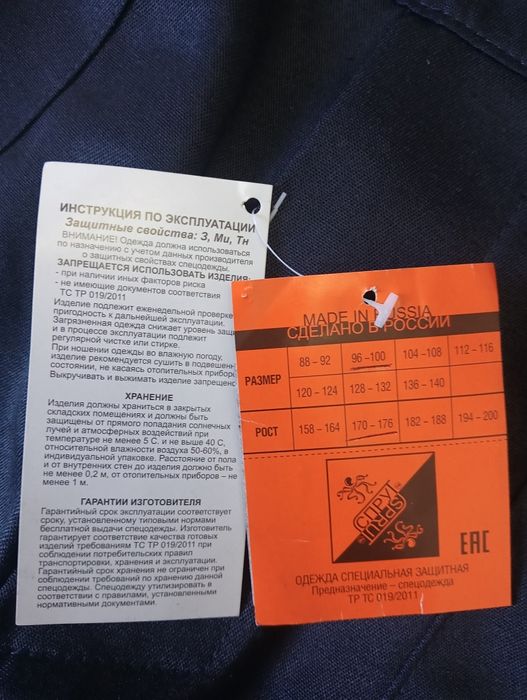 ИНСТРУКЦИЯ ПО ЭКСПЛУАТАЦИИ
Защитные свойства: З, Ми, Тн
ВНИМАНИЕ! Одежда должна использоваться
по назначению с учетом данных производителя
о защитных свойствах спецодежды.
ЗАПРЕЩАЕТСЯ ИСПОЛЬЗОВАТЬ ИЗДЕЛИЯ:
- при наличии иных факторов риска
- не имеющие документов соответствия
ТС ТР 019/2011
Изделие подлежит еженедельной проверке
пригодность к дальнейшей эксплуатации.
Загрязненная одежда снижает уровень защ
и в процессе эксплуатации подлежит
регулярной чистке или стирке.
При ношении одежды во влажную погоду,
изделие рекомендуется сушить в подвешен
состоянии, не касаясь отопительных приборо
Выкручивать и выжимать изделия запрещено
ХРАНЕНИЕ
Изделия должны храниться в закрытых
складских помещениях и должны быть
защищены от прямого попадания солнечных
лучей и атмосферных воздействий при
температуре не менее 5 С. и не выше 40 С,
относительной влажности воздуха 50-60%, в
индивидуальной упаковке. Расстояние от пола
и от внутренних стен до изделия должно быть
не менее 0,2 м, от отопительных приборов – не
менее 1 м.
ГАРАНТИИ ИЗГОТОВИТЕЛЯ
Гарантийный срок эксплуатации соответствует
сроку, установленному типовыми нормами
бесплатной выдачи спецодежды. Изготовитель
гарантирует соответствие качества готовых
изделий требованиям ТС ТР 019/2011 при
соблюдении потребительских правил
транспортировки, хранения и эксплуатации.
Гарантийный срок хранения не ограничен при
соблюдении требований по хранению данной
спецодежды. Спецодежду утилизировать в
соответствии с правилами, установленными
нормативными документами.
MADE IN RUSSIA
СДЕЛАНО В РОССИИ
РАЗМЕР
88 – 92 96 – 100 104 – 108 112 – 116
120 – 124 128 – 132 136 – 140
РОСТ 158 – 164 170 – 176 182 – 188 194 – 200
SPRUT
EAC
ОДЕЖДА СПЕЦИАЛЬНАЯ ЗАЩИТНАЯ
Предназначение – спецодежда
ТР ТС 019/2011